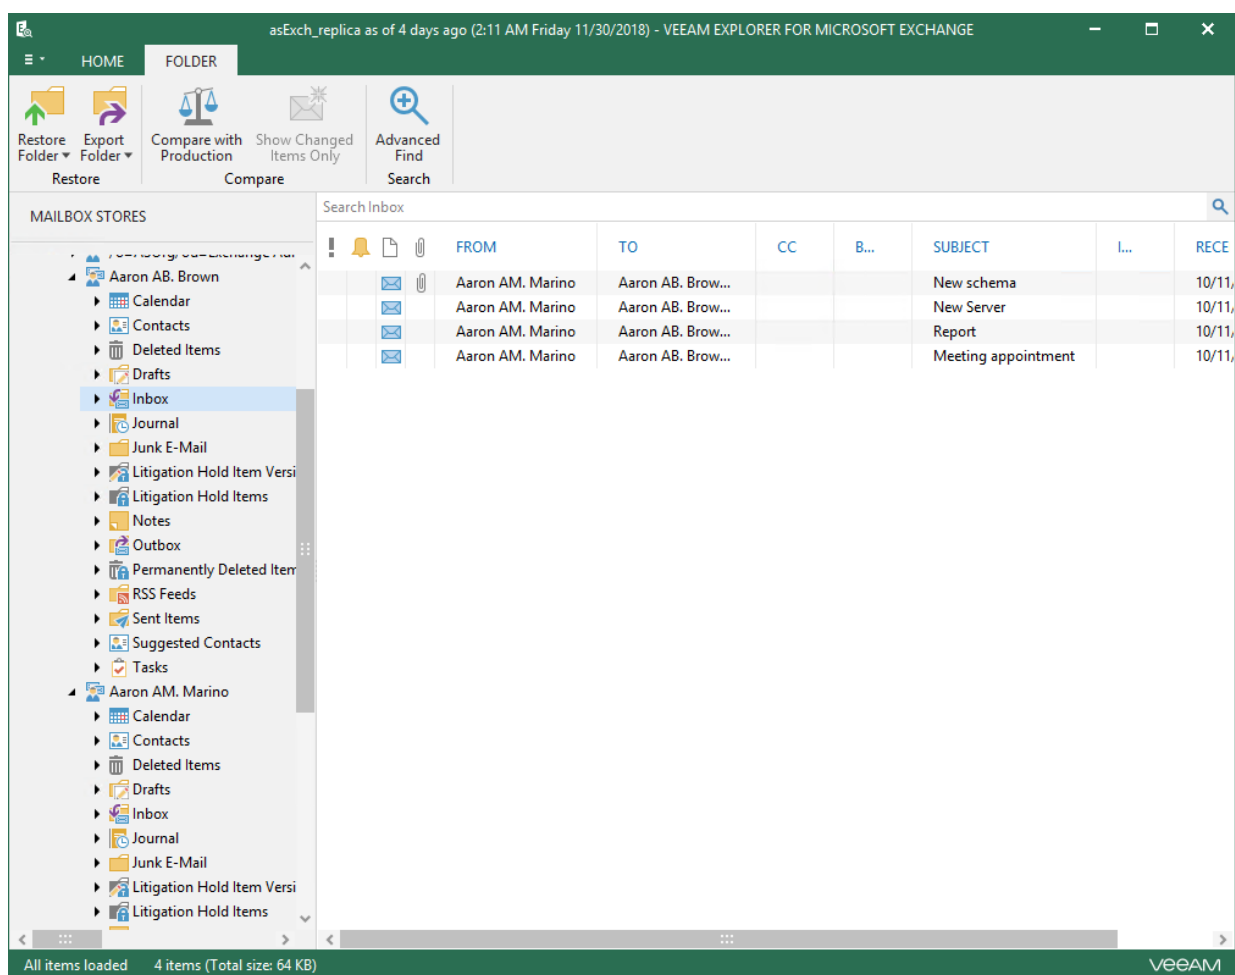 asExch_replica as of 4 days ago (2:11 AM Friday 11/30/2018) - VEEAM EXPLORER FOR MICROSOFT EXCHANGE
HOME FOLDER
Restore Folder Export Folder Compare with Production Show Changed Items Only Advanced Find
Restore Compare Search
MAILBOX STORES
Search Inbox
FROM TO CC B... SUBJECT I... RECE
Aaron AM. Marino Aaron AB. Brow... New schema 10/11,
Aaron AM. Marino Aaron AB. Brow... New Server 10/11,
Aaron AM. Marino Aaron AB. Brow... Report 10/11,
Aaron AM. Marino Aaron AB. Brow... Meeting appointment 10/11,
Aaron AB. Brown
Calendar
Contacts
Deleted Items
Drafts
Inbox
Journal
Junk E-Mail
Litigation Hold Item Versi
Litigation Hold Items
Notes
Outbox
Permanently Deleted Item
RSS Feeds
Sent Items
Suggested Contacts
Tasks
Aaron AM. Marino
Calendar
Contacts
Deleted Items
Drafts
Inbox
Journal
Junk E-Mail
Litigation Hold Item Versi
Litigation Hold Items
All items loaded 4 items (Total size: 64 KB) veeAM